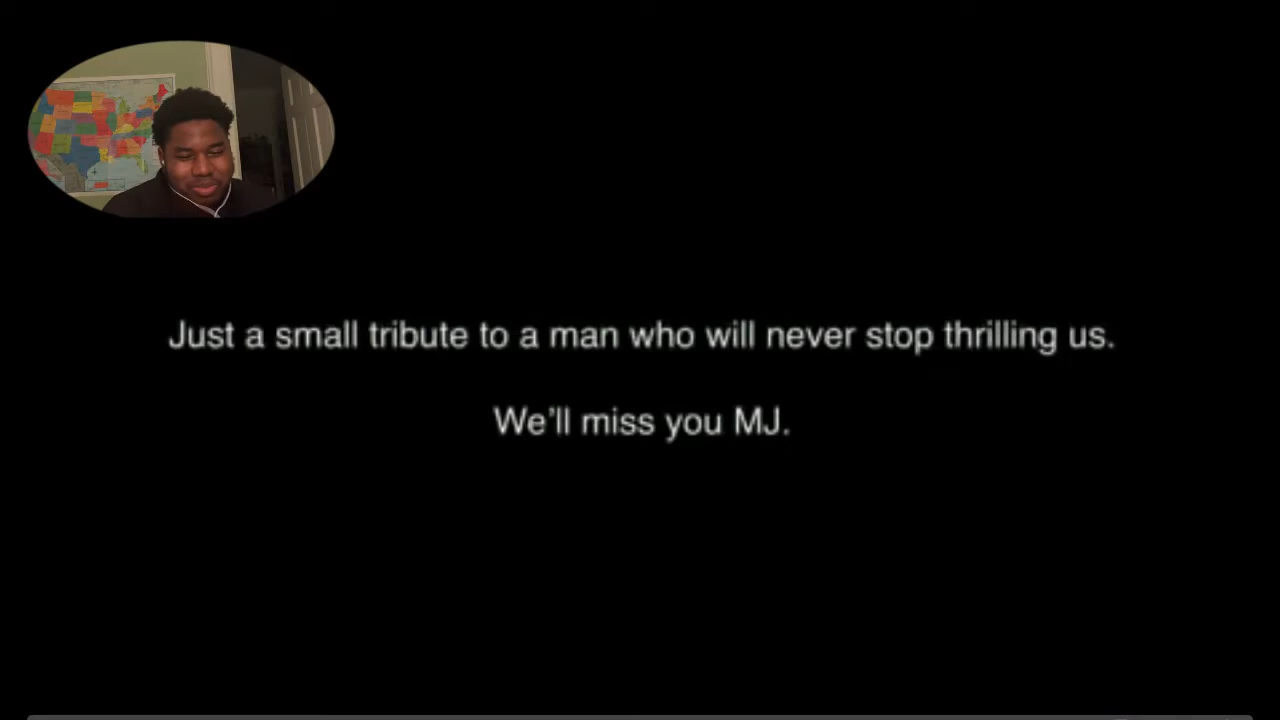 Just a small tribute to a man who will never stop thrilling us.
We'll miss you MJ.